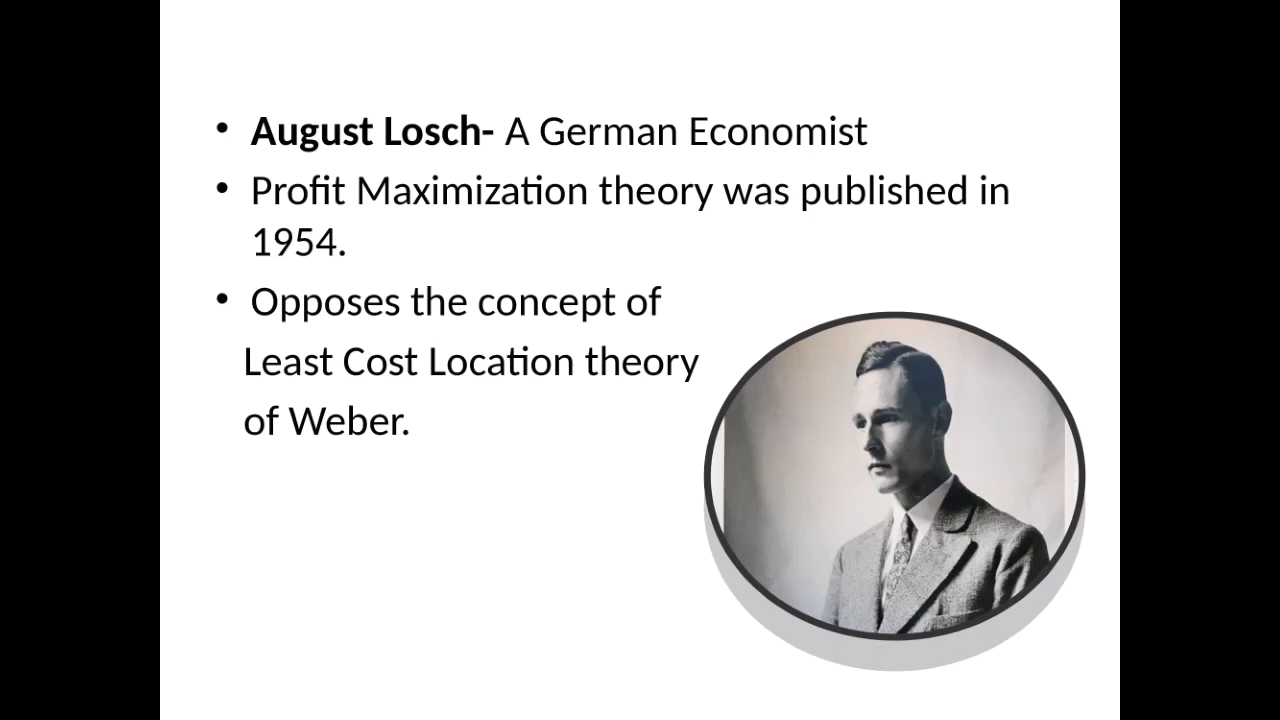 • August Losch- A German Economist
• Profit Maximization theory was published in
1954.
• Opposes the concept of
Least Cost Location theory
of Weber.